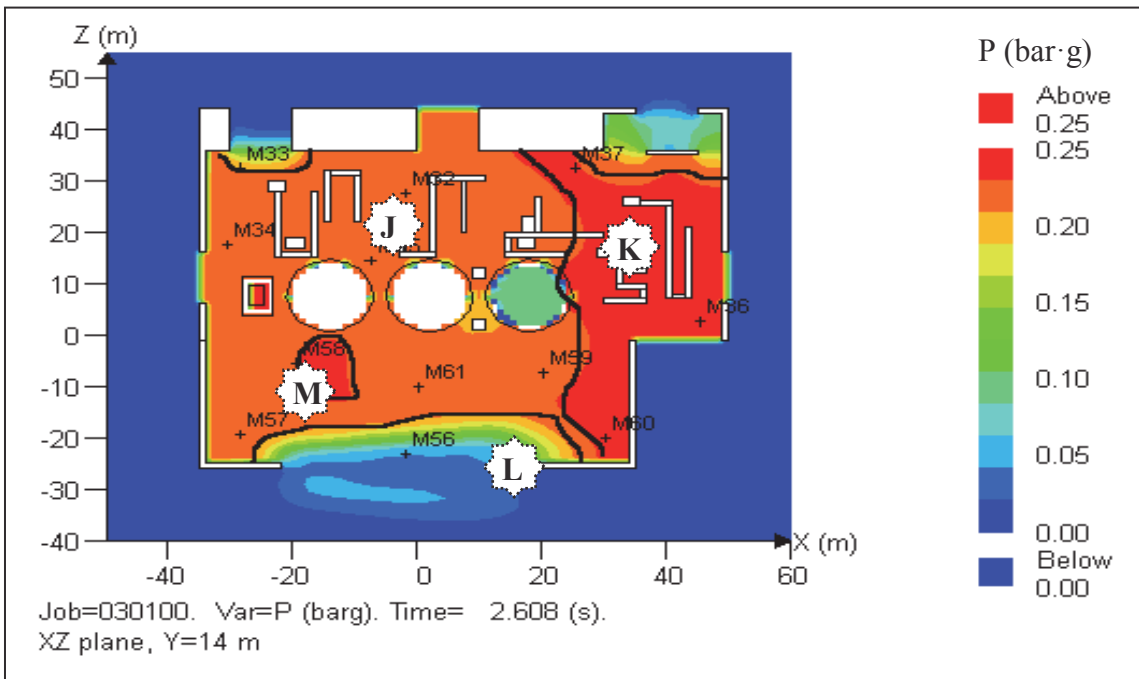 Z (m)
P (bar·g)
50
40
30
20
10
0
-10
-20
-30
-40
Above
0.25
0.25
0.20
0.15
0.10
0.05
0.00
Below
0.00
M33
M37
M32
M34
J
K
M36
M58
M59
M
M61
M57
M56
M60
L
X (m)
-40
-20
0
20
40
60
Job=030100. Var=P (barg). Time= 2.608 (s).
XZ plane, Y=14 m